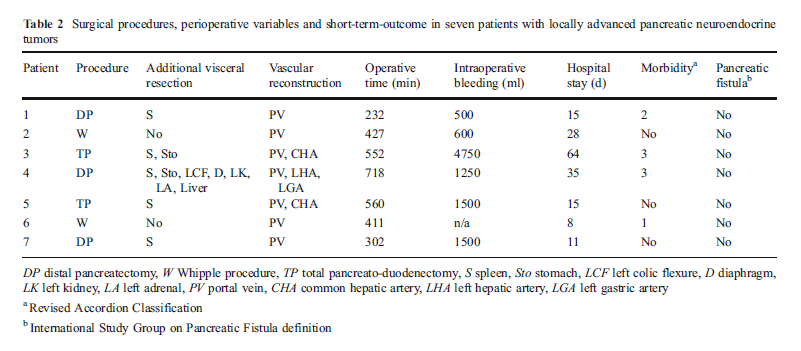 Table 2 Surgical procedures, perioperative variables and short-term-outcome in seven patients with locally advanced pancreatic neuroendocrine
tumors
Patient Procedure Additional visceral resection Vascular reconstruction Operative time (min) Intraoperative bleeding (ml) Hospital stay (d) Morbidity^a Pancreatic fistula^b
1 DP S PV 232 500 15 2 No
2 W No PV 427 600 28 No No
3 TP S, Sto PV, CHA 552 4750 64 3 No
4 DP S, Sto, LCF, D, LK, LA, Liver PV, LHA, LGA 718 1250 35 3 No
5 TP S PV, CHA 560 1500 15 No No
6 W No PV 411 n/a 8 1 No
7 DP S PV 302 1500 11 No No
DP distal pancreatectomy, W Whipple procedure, TP total pancreato-duodenectomy, S spleen, Sto stomach, LCF left colic flexure, D diaphragm,
LK left kidney, LA left adrenal, PV portal vein, CHA common hepatic artery, LHA left hepatic artery, LGA left gastric artery
a Revised Accordion Classification
b International Study Group on Pancreatic Fistula definition